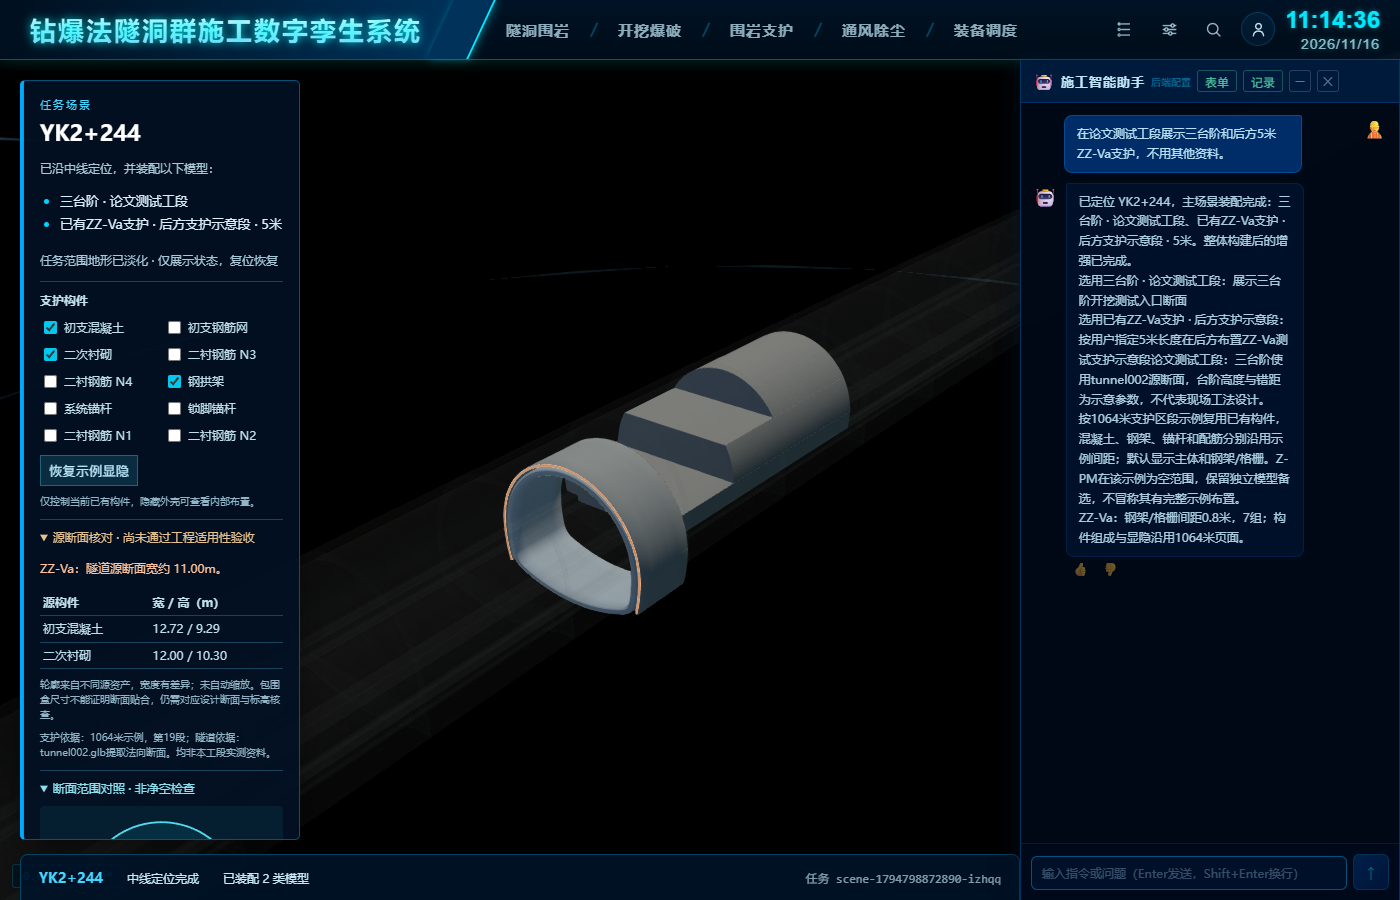 钻爆法隧洞群施工数字孪生系统
隧洞围岩 / 开挖爆破 / 围岩支护 / 通风除尘 / 装备调度
11:14:36
2026/11/16
任务场景
YK2+244
已沿中线定位，并装配以下模型：
三台阶 · 论文测试工段
已有ZZ-Va支护 · 后方支护示意段 · 5米
任务范围地形已淡化 · 仅展示状态，复位恢复
支护构件
初支混凝土 初支钢筋网
二次衬砌 二衬钢筋 N3
二衬钢筋 N4 钢拱架
系统锚杆 锁脚锚杆
二衬钢筋 N1 二衬钢筋 N2
恢复示例显隐
仅控制当前已有构件，隐藏外壳可查看内部布置。
▼ 源断面核对 · 尚未通过工程适用性验收
ZZ-Va：隧道源断面宽约 11.00m。
源构件 宽 / 高（m）
初支混凝土 12.72 / 9.29
二次衬砌 12.00 / 10.30
轮廓来自不同源资产，宽度有差异；未自动缩放。包围
盒尺寸不能证明断面贴合，仍需对应设计断面与标高核
查。
支护依据：1064米示例，第19段；隧道依据：
tunnel002.glb提取法向断面。均非本工段实测资料。
▼ 断面范围对照 · 非净空检查
YK2+244 中线定位完成 已装配 2 类模型
任务 scene-1794798872890-izhqq
施工智能助手 后端配置 表单 记录
在论文测试工段展示三台阶和后方5米
ZZ-Va支护，不用其他资料。
已定位 YK2+244，主场景装配完成：三
台阶 · 论文测试工段、已有ZZ-Va支护 ·
后方支护示意段 · 5米。整体构建后的增
强已完成。
选用三台阶 · 论文测试工段：展示三台
阶开挖测试入口断面
选用已有ZZ-Va支护 · 后方支护示意段：
按用户指定5米长度在后方布置ZZ-Va测
试支护示意段论文测试工段：三台阶使
用tunnel002源断面，台阶高度与错距
为示意参数，不代表现场工法设计。
按1064米支护区段示例复用已有构件，
混凝土、钢架、锚杆和配筋分别沿用示
例间距；默认显示主体和钢架/格栅。Z-
PM在该示例为空范围，保留独立模型备
选，不冒称其有完整示例布置。
ZZ-Va：钢架/格栅间距0.8米，7组；构
件组成与显隐沿用1064米页面。
输入指令或问题（Enter发送，Shift+Enter换行）